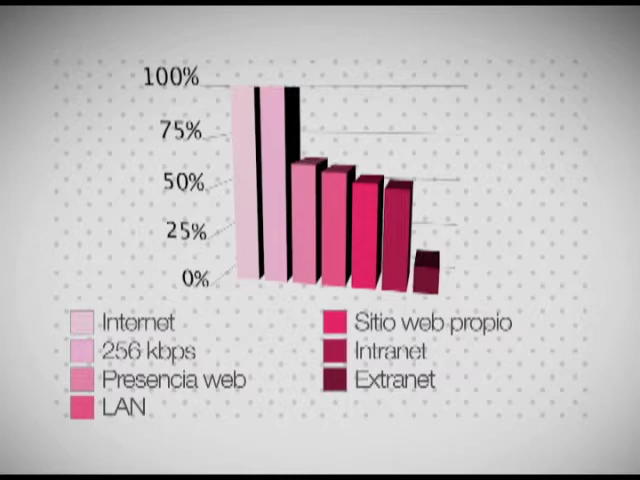 100%
75%
50%
25%
0%
Internet
256 kbps
Presencia web
LAN
Sitio web propio
Intranet
Extranet